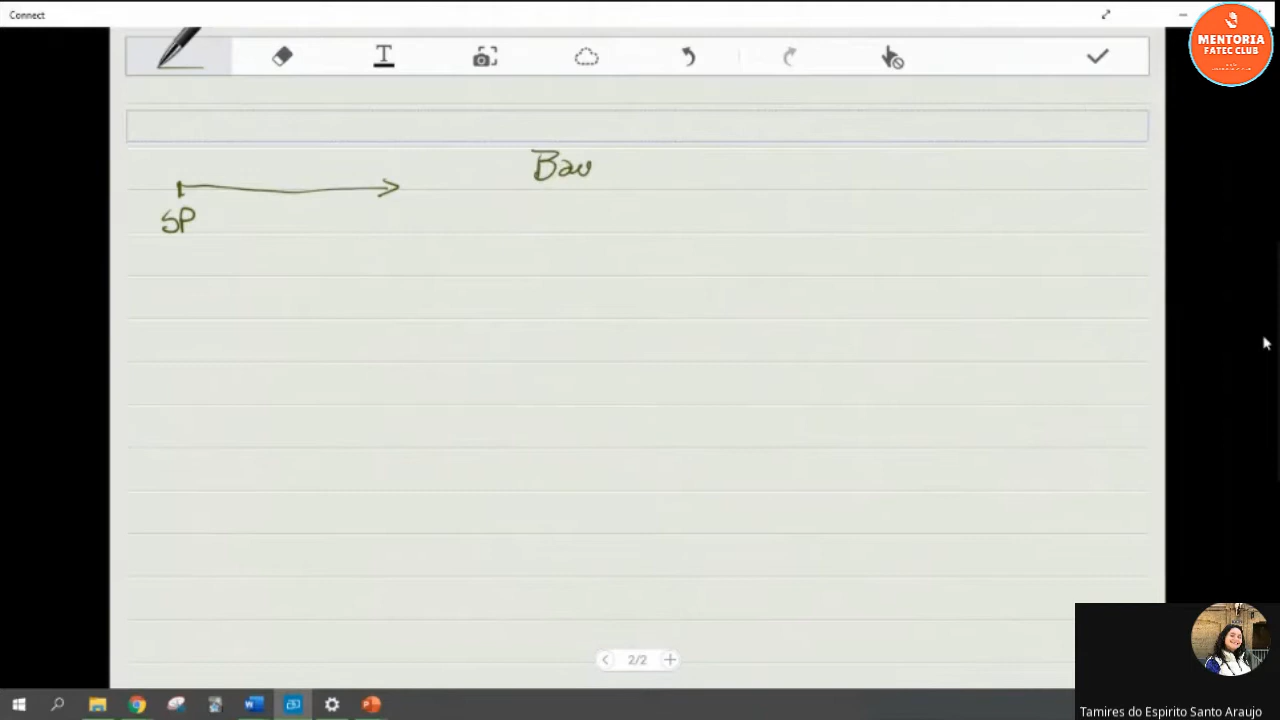 Connect
MENTORIA
FATEC CLUB
T
Bau
SP
2/2
Tamires do Espirito Santo Araujo